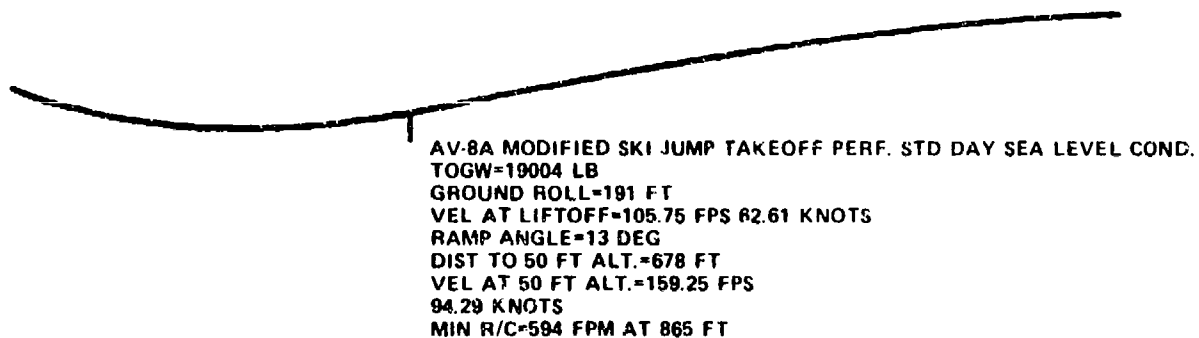 AV-8A MODIFIED SKI JUMP TAKEOFF PERF. STD DAY SEA LEVEL COND.
TOGW=19004 LB
GROUND ROLL=191 FT
VEL AT LIFTOFF=105.75 FPS 62.61 KNOTS
RAMP ANGLE=13 DEG
DIST TO 50 FT ALT.=678 FT
VEL AT 50 FT ALT.=159.25 FPS
94.29 KNOTS
MIN R/C=594 FPM AT 865 FT